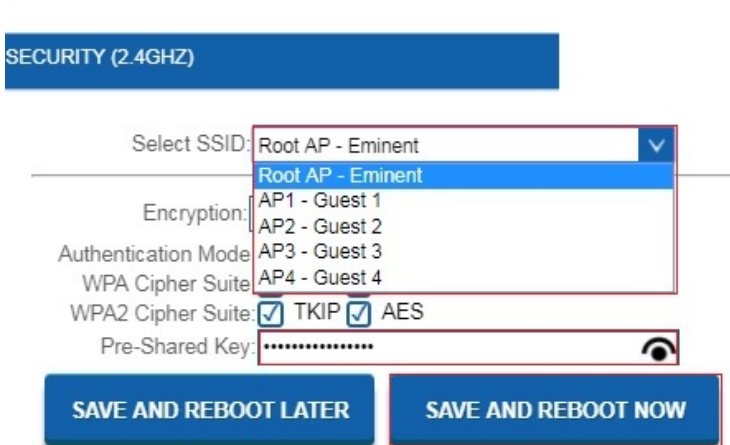 SECURITY (2.4GHZ)
Select SSID: Root AP - Eminent
Root AP - Eminent
AP1 - Guest 1
Encryption:
AP2 - Guest 2
Authentication Mode AP3 - Guest 3
WPA Cipher Suite AP4 - Guest 4
WPA2 Cipher Suite: TKIP AES
Pre-Shared Key: ••••••••••••••••
SAVE AND REBOOT LATER SAVE AND REBOOT NOW